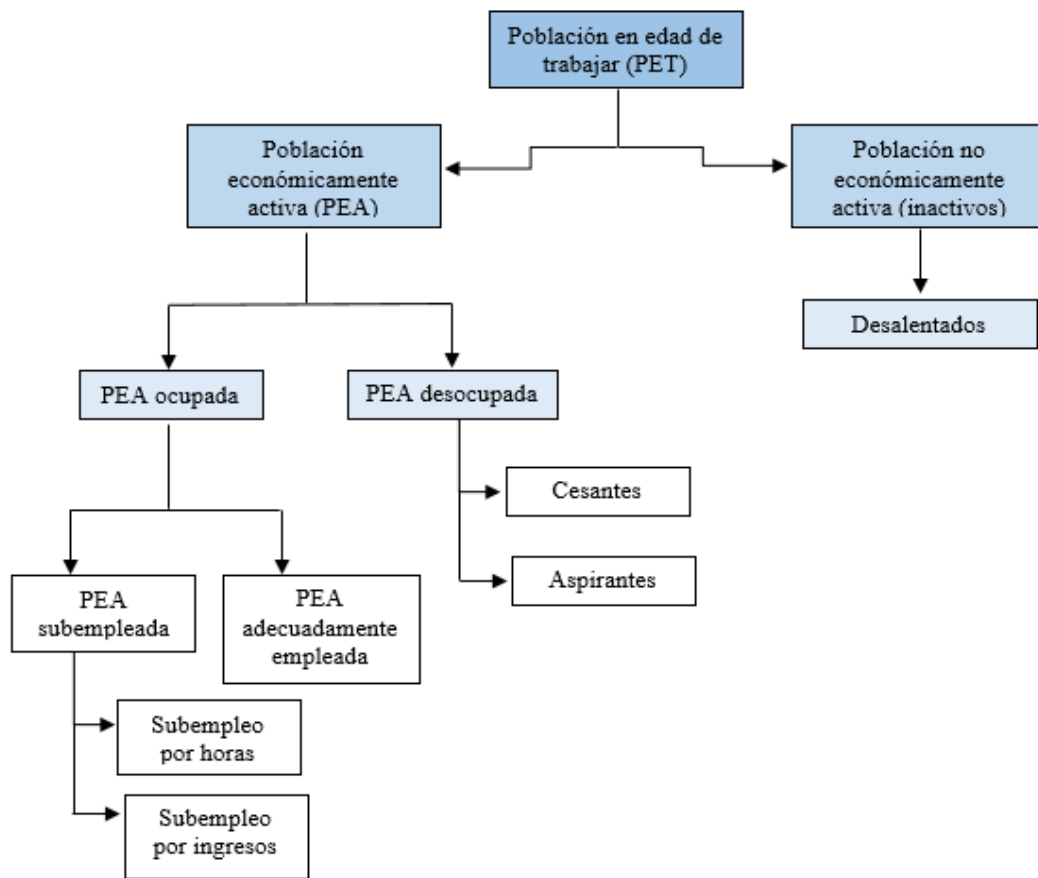 Población en edad de
trabajar (PET)
Población
económicamente
activa (PEA)
Población no
económicamente
activa (inactivos)
Desalentados
PEA ocupada
PEA desocupada
Cesantes
Aspirantes
PEA
subempleada
PEA
adecuadamente
empleada
Subempleo
por horas
Subempleo
por ingresos